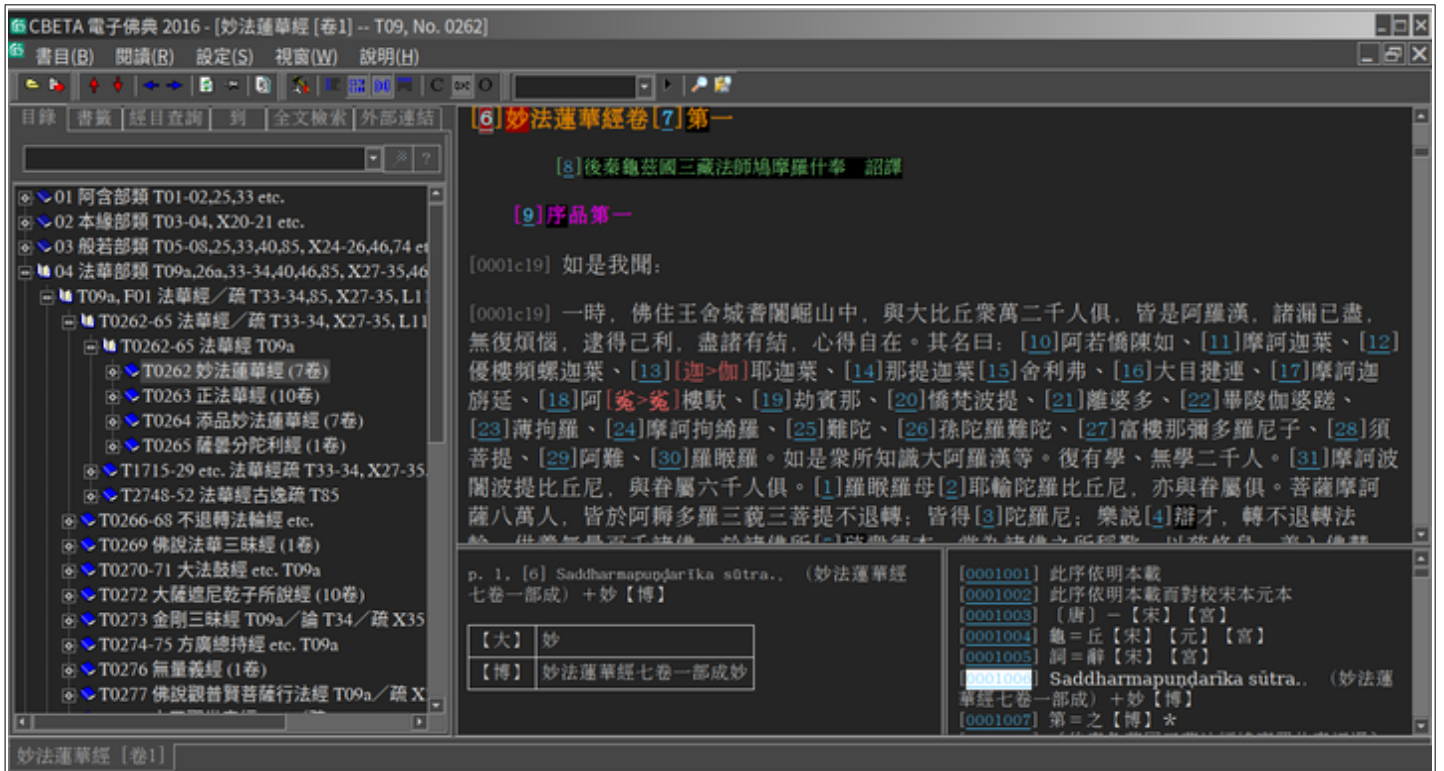 CBETA 電子佛典 2016 - [妙法蓮華經 [卷1] -- T09, No. 0262]
書目(B) 閱讀(R) 設定(S) 視窗(W) 說明(H)
目錄 書籤 經目查詢 到 全文檢索 外部連結
01 阿含部類 T01-02,25,33 etc.
02 本緣部類 T03-04, X20-21 etc.
03 般若部類 T05-08,25,33,40,85, X24-26,46,74 et
04 法華部類 T09a,26a,33-34,40,46,85, X27-35,46
T09a, F01 法華經／疏 T33-34,85, X27-35, L11
T0262-65 法華經／疏 T33-34, X27-35, L11
T0262-65 法華經 T09a
T0262 妙法蓮華經 (7卷)
T0263 正法華經 (10卷)
T0264 添品妙法蓮華經 (7卷)
T0265 薩曇分陀利經 (1卷)
T1715-29 etc. 法華經疏 T33-34, X27-35,
T2748-52 法華經古逸疏 T85
T0266-68 不退轉法輪經 etc.
T0269 佛說法華三昧經 (1卷)
T0270-71 大法鼓經 etc. T09a
T0272 大薩遮尼乾子所說經 (10卷)
T0273 金剛三昧經 T09a／論 T34／疏 X35
T0274-75 方廣總持經 etc. T09a
T0276 無量義經 (1卷)
T0277 佛說觀普賢菩薩行法經 T09a／疏 X
[6]妙法蓮華經卷[7]第一
[8]後秦龜茲國三藏法師鳩摩羅什奉　詔譯
[9]序品第一
[0001c19] 如是我聞：
[0001c19] 一時，佛住王舍城耆闍崛山中，與大比丘眾萬二千人俱，皆是阿羅漢，諸漏已盡，
無復煩惱，逮得己利，盡諸有結，心得自在。其名曰：[10]阿若憍陳如、[11]摩訶迦葉、[12]
優樓頻螺迦葉、[13][迦>伽]耶迦葉、[14]那提迦葉[15]舍利弗、[16]大目揵連、[17]摩訶迦
旃延、[18]阿[㝹>㝹]樓馱、[19]劫賓那、[20]憍梵波提、[21]離婆多、[22]畢陵伽婆蹉、
[23]薄拘羅、[24]摩訶拘絺羅、[25]難陀、[26]孫陀羅難陀、[27]富樓那彌多羅尼子、[28]須
菩提、[29]阿難、[30]羅睺羅。如是眾所知識大阿羅漢等。復有學、無學二千人。[31]摩訶波
闍波提比丘尼，與眷屬六千人俱。[1]羅睺羅母[2]耶輸陀羅比丘尼，亦與眷屬俱。菩薩摩訶
薩八萬人，皆於阿耨多羅三藐三菩提不退轉；皆得[3]陀羅尼；樂說[4]辯才，轉不退轉法
p. 1, [6] Saddharmapuṇḍarīka sūtra.. （妙法蓮華經
七卷一部成）＋妙【博】
【大】 妙
【博】 妙法蓮華經七卷一部成妙
[0001001] 此序依明本載
[0001002] 此序依明本載而對校宋本元本
[0001003] 〔唐〕－【宋】【宮】
[0001004] 龜＝丘【宋】【元】【宮】
[0001005] 詞＝辭【宋】【宮】
[0001006] Saddharmapuṇḍarīka sūtra.. （妙法蓮
華經七卷一部成）＋妙【博】
[0001007] 第＝之【博】＊
妙法蓮華經 [卷1]